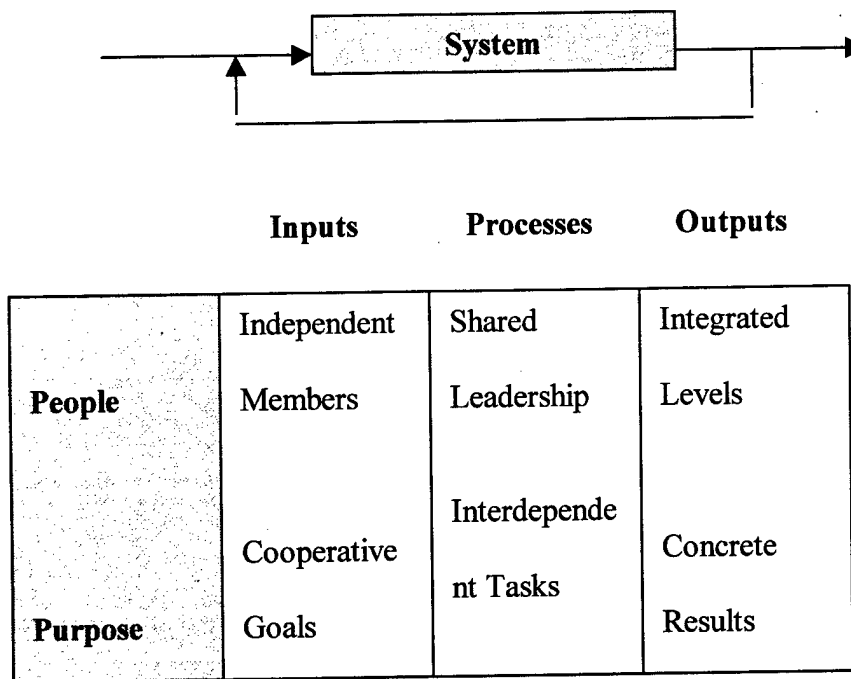 System
Inputs Processes Outputs
Independent Shared Integrated
People Members Leadership Levels
Interdepende
Cooperative Concrete
nt Tasks
Purpose Goals Results